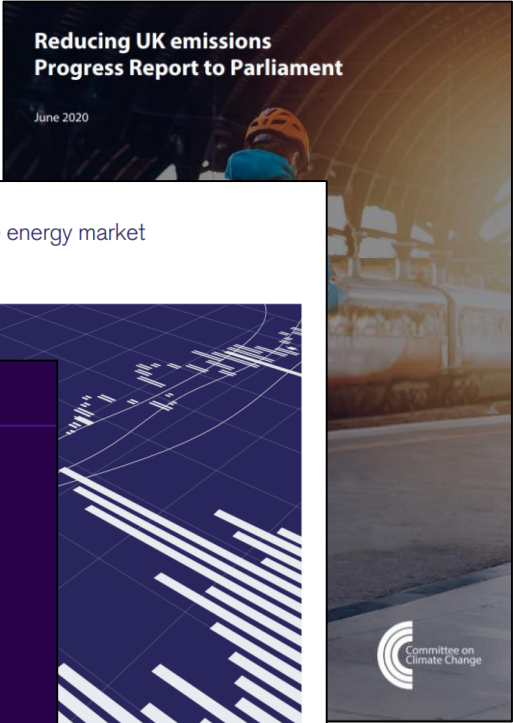 Reducing UK emissions
Progress Report to Parliament
June 2020
energy market
Committee on
Climate Change